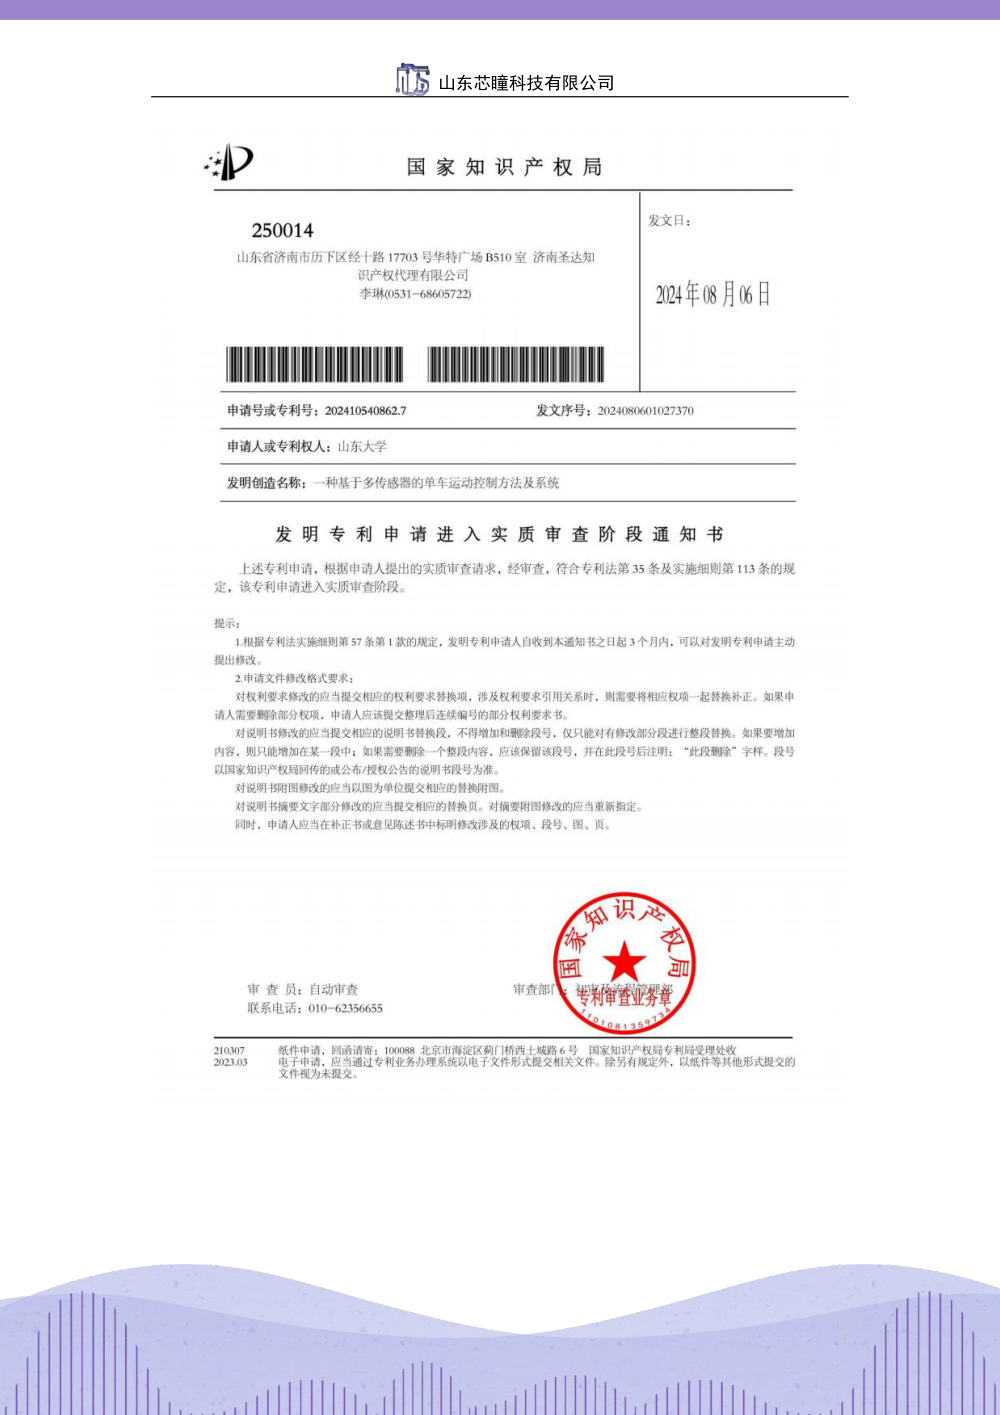 山东芯瞳科技有限公司
国家知识产权局
250014
山东省济南市历下区经十路 17703 号华特广场 B510 室 济南圣达知
识产权代理有限公司
李琳(0531-68605722)
发文日：
2024 年 08 月 06 日
申请号或专利号：202410540862.7
发文序号：2024080601027370
申请人或专利权人：山东大学
发明创造名称：一种基于多传感器的单车运动控制方法及系统
发明专利申请进入实质审查阶段通知书
上述专利申请，根据申请人提出的实质审查请求，经审查，符合专利法第 35 条及实施细则第 113 条的规
定，该专利申请进入实质审查阶段。
提示：
1.根据专利法实施细则第 57 条第 1 款的规定，发明专利申请人自收到本通知书之日起 3 个月内，可以对发明专利申请主动
提出修改。
2.申请文件修改格式要求：
对权利要求修改的应当提交相应的权利要求替换项，涉及权利要求引用关系时，则需要将相应权项一起替换补正。如果申
请人需要删除部分权项，申请人应该提交整理后连续编号的部分权利要求书。
对说明书修改的应当提交相应的说明书替换段，不得增加和删除段号，仅只能对有修改部分段进行整段替换。如果要增加
内容，则只能增加在某一段中；如果需要删除一个整段内容，应该保留该段号，并在此段号后注明：“此段删除”字样。段号
以国家知识产权局回传的或公布/授权公告的说明书段号为准。
对说明书附图修改的应当以图为单位提交相应的替换附图。
对说明书摘要文字部分修改的应当提交相应的替换页。对摘要附图修改的应当重新指定。
同时，申请人应当在补正书或意见陈述书中标明修改涉及的权项、段号、图、页。
国家知识产权局
审 查 员：自动审查
审查部门：初审及流程管理部
专利审查业务章
联系电话：010-62356655
1101081359734
210307
纸件申请，回函请寄：100088 北京市海淀区蓟门桥西土城路 6 号 国家知识产权局专利局受理处收
2023.03
电子申请，应当通过专利业务办理系统以电子文件形式提交相关文件。除另有规定外，以纸件等其他形式提交的
文件视为未提交。